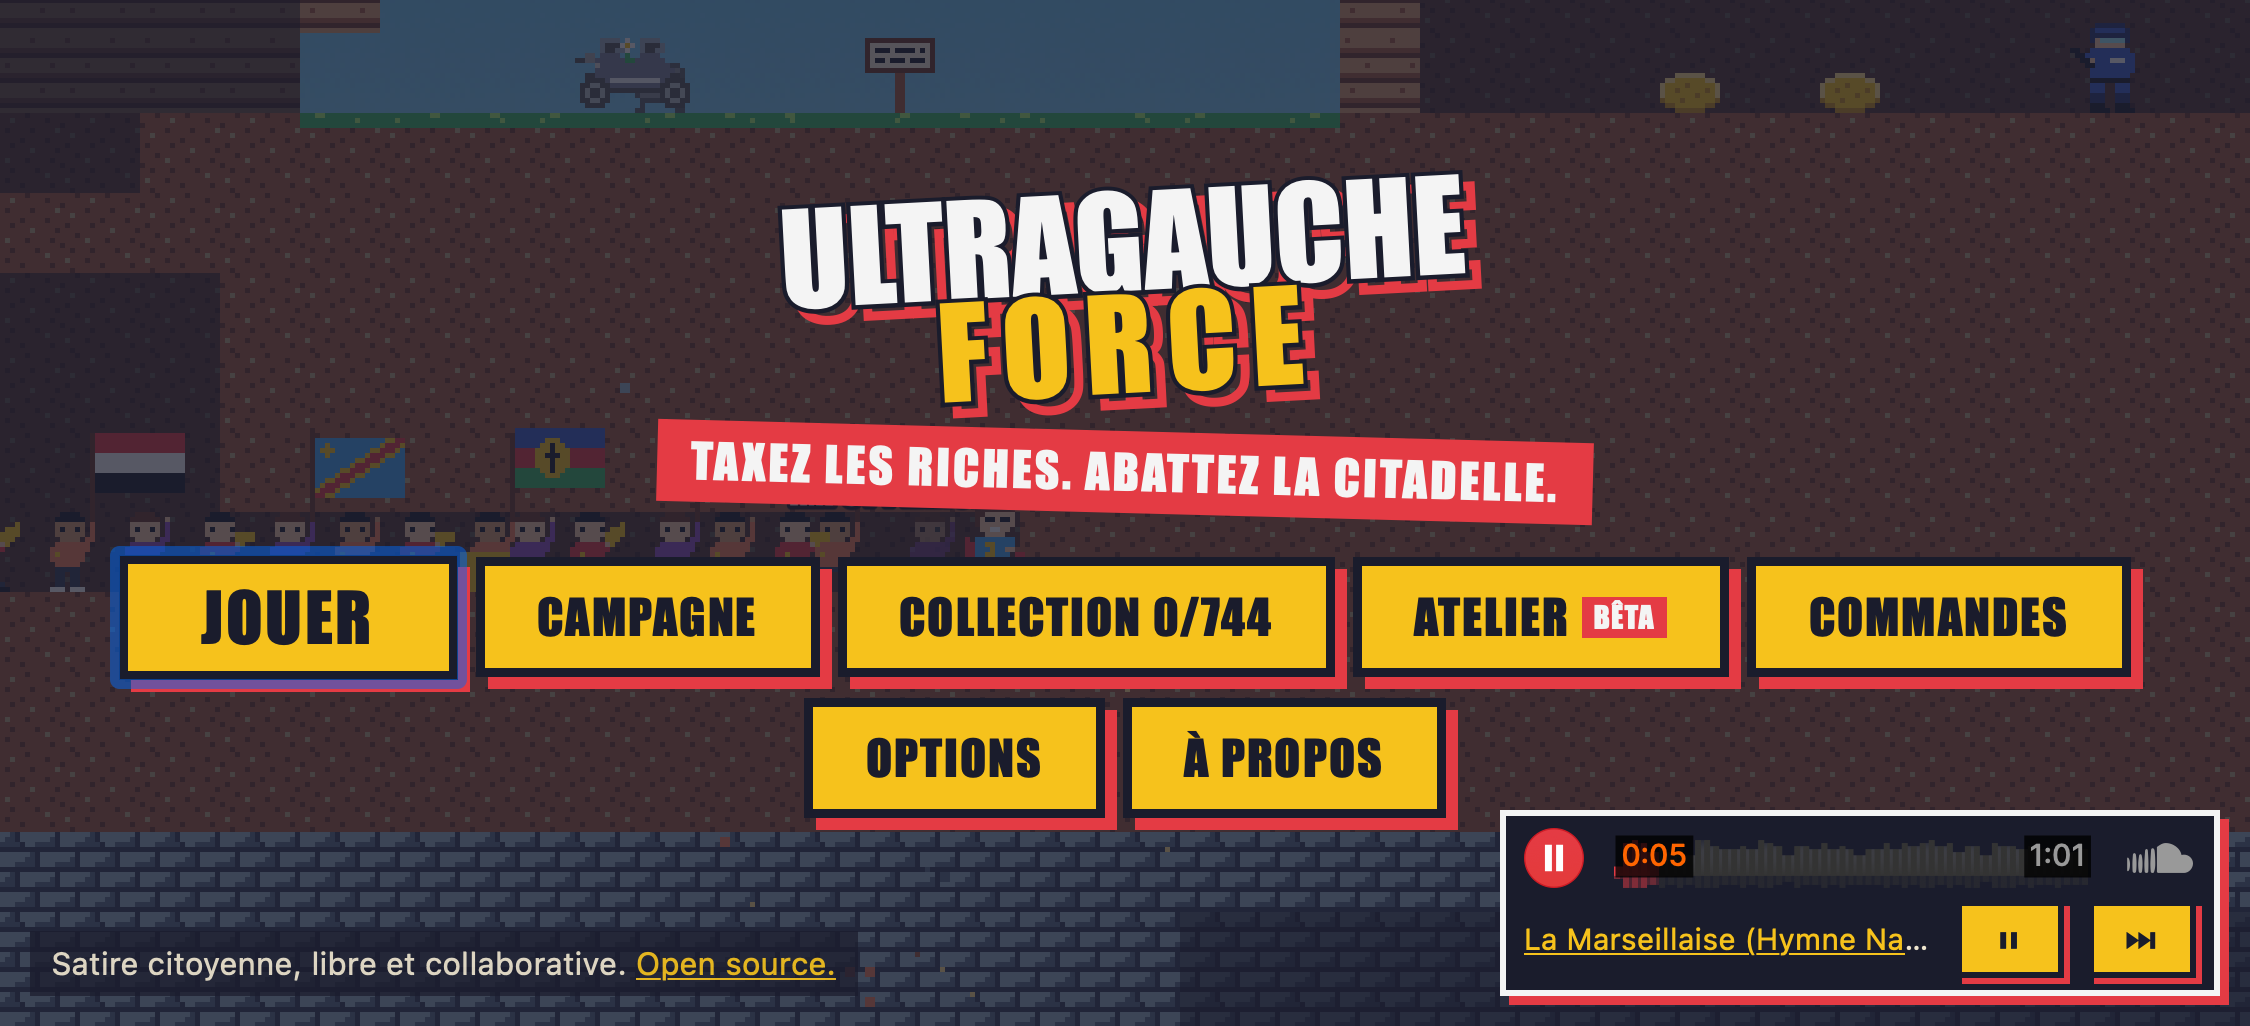 ULTRAGAUCHE
FORCE
TAXEZ LES RICHES. ABATTEZ LA CITADELLE.
JOUER
CAMPAGNE
COLLECTION 0/744
ATELIER BÊTA
COMMANDES
OPTIONS
À PROPOS
0:05
1:01
La Marseillaise (Hymne Na...
Satire citoyenne, libre et collaborative. Open source.